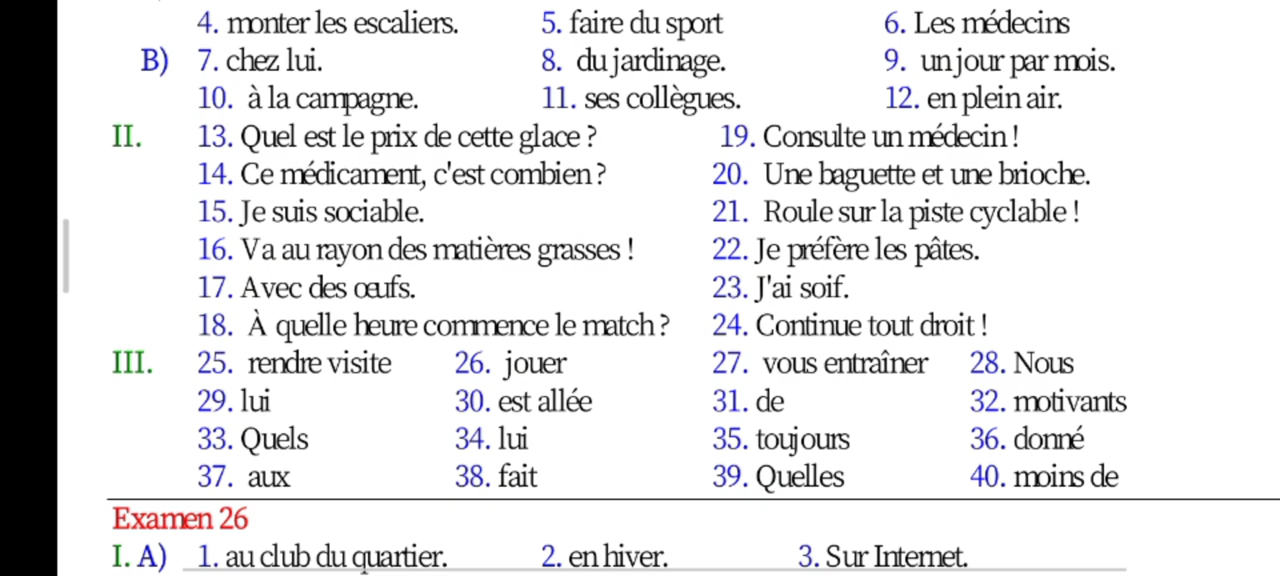 4. monter les escaliers. 5. faire du sport 6. Les médecins
B) 7. chez lui. 8. du jardinage. 9. un jour par mois.
10. à la campagne. 11. ses collègues. 12. en plein air.
II. 13. Quel est le prix de cette glace ? 19. Consulte un médecin !
14. Ce médicament, c'est combien ? 20. Une baguette et une brioche.
15. Je suis sociable. 21. Roule sur la piste cyclable !
16. Va au rayon des matières grasses ! 22. Je préfère les pâtes.
17. Avec des œufs. 23. J'ai soif.
18. À quelle heure commence le match ? 24. Continue tout droit !
III. 25. rendre visite 26. jouer 27. vous entraîner 28. Nous
29. lui 30. est allée 31. de 32. motivants
33. Quels 34. lui 35. toujours 36. donné
37. aux 38. fait 39. Quelles 40. moins de
Examen 26
I. A) 1. au club du quartier. 2. en hiver. 3. Sur Internet.